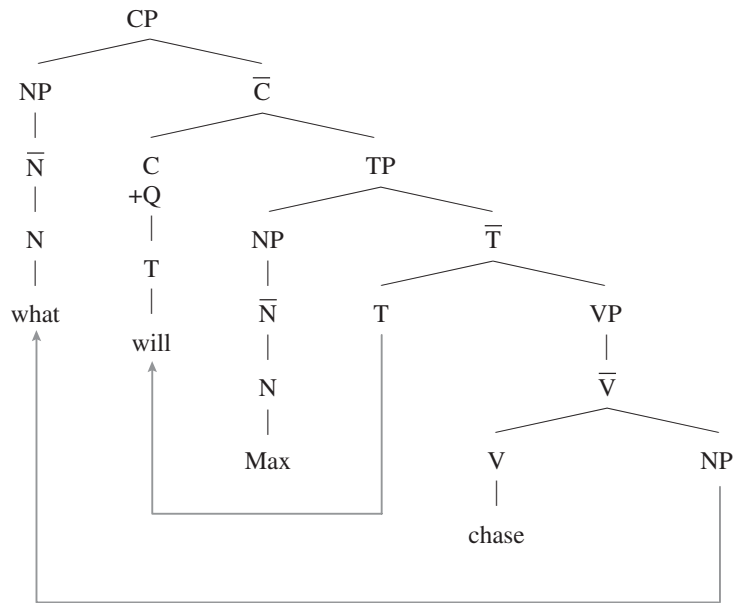 CP
NP C̅
C TP
N̅ +Q
NP T̅
N T
what N̅ T VP
will
N V̅
Max V NP
chase